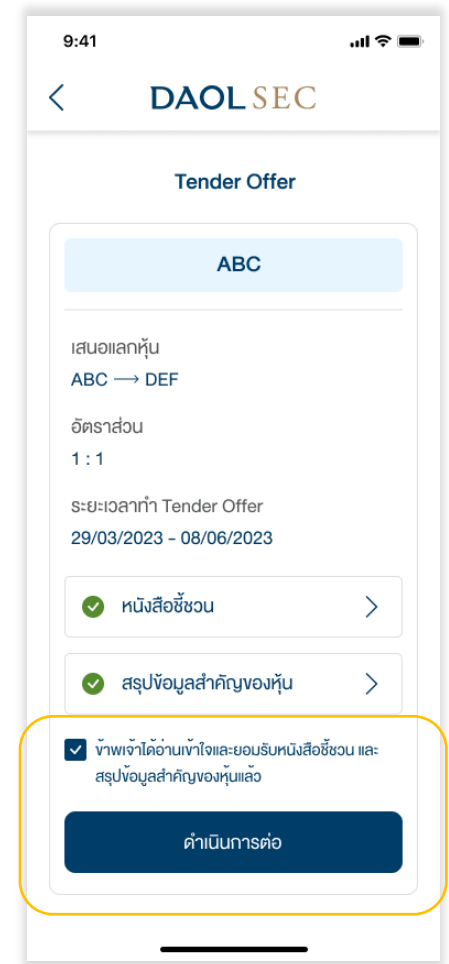 9:41
DAOL SEC
Tender Offer
ABC
เสนอแลกหุ้น
ABC → DEF
อัตราส่วน
1 : 1
ระยะเวลาทำ Tender Offer
29/03/2023 - 08/06/2023
หนังสือชี้ชวน
สรุปข้อมูลสำคัญของหุ้น
ข้าพเจ้าได้อ่านเข้าใจและยอมรับหนังสือชี้ชวน และ
สรุปข้อมูลสำคัญของหุ้นแล้ว
ดำเนินการต่อ